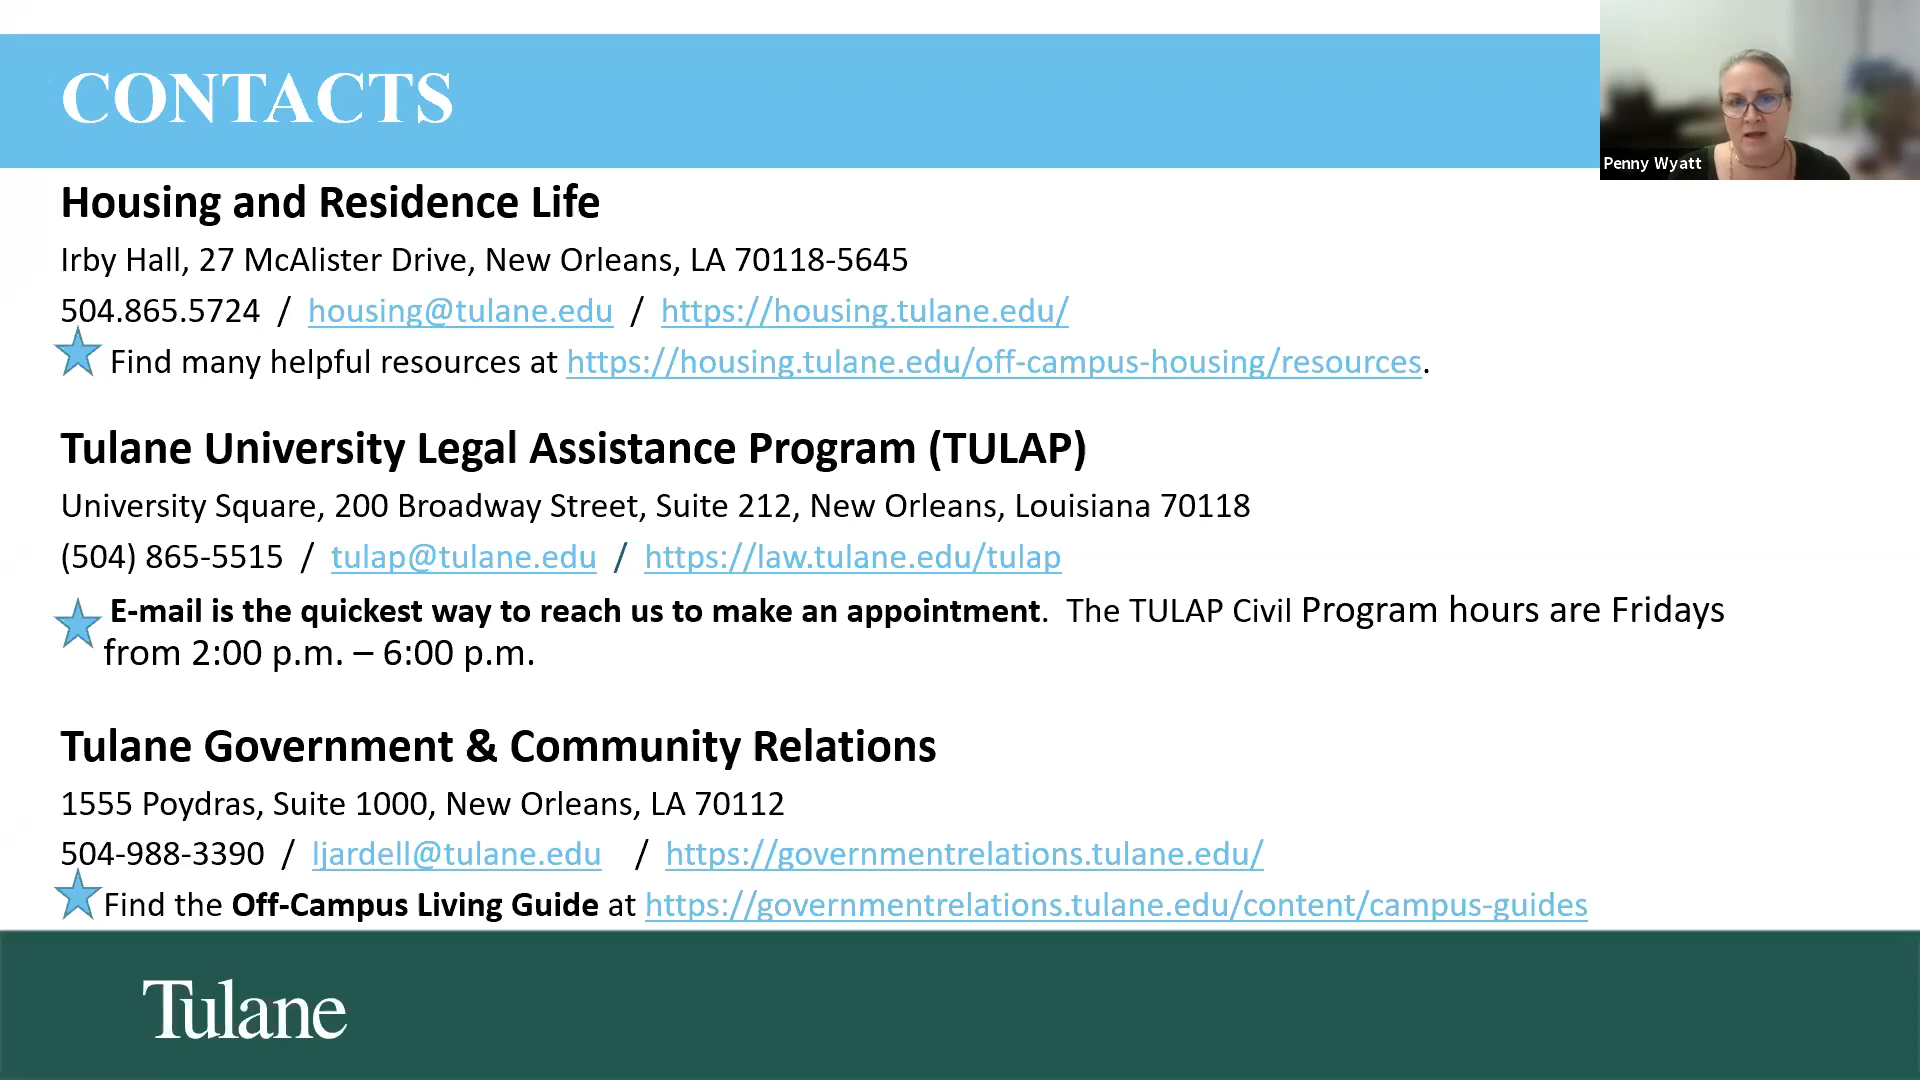 CONTACTS
Penny Wyatt
Housing and Residence Life
Irby Hall, 27 McAlister Drive, New Orleans, LA 70118-5645
504.865.5724 / housing@tulane.edu / https://housing.tulane.edu/
Find many helpful resources at https://housing.tulane.edu/off-campus-housing/resources.
Tulane University Legal Assistance Program (TULAP)
University Square, 200 Broadway Street, Suite 212, New Orleans, Louisiana 70118
(504) 865-5515 / tulap@tulane.edu / https://law.tulane.edu/tulap
E-mail is the quickest way to reach us to make an appointment. The TULAP Civil Program hours are Fridays
from 2:00 p.m. – 6:00 p.m.
Tulane Government & Community Relations
1555 Poydras, Suite 1000, New Orleans, LA 70112
504-988-3390 / ljardell@tulane.edu / https://governmentrelations.tulane.edu/
Find the Off-Campus Living Guide at https://governmentrelations.tulane.edu/content/campus-guides
Tulane